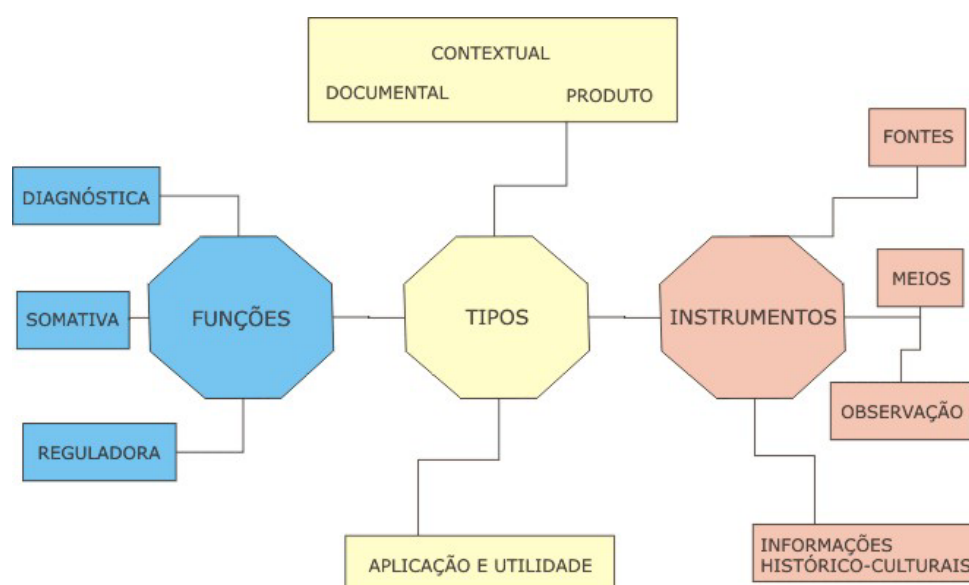 CONTEXTUAL
DOCUMENTAL
PRODUTO
FONTES
DIAGNÓSTICA
SOMATIVA
REGULADORA
FUNÇÕES
TIPOS
INSTRUMENTOS
MEIOS
OBSERVAÇÃO
APLICAÇÃO E UTILIDADE
INFORMAÇÕES
HISTÓRICO-CULTURAIS